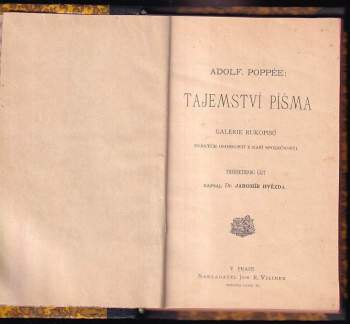 ADOLF. POPPÉE:
TAJEMSTVÍ PÍSMA
GALERIE RUKOPISŮ
NAPSAL Dr. JAROMÍR HVĚZDA
V PRAZE
NAKLADATEL JOS. R. VILÍMEK